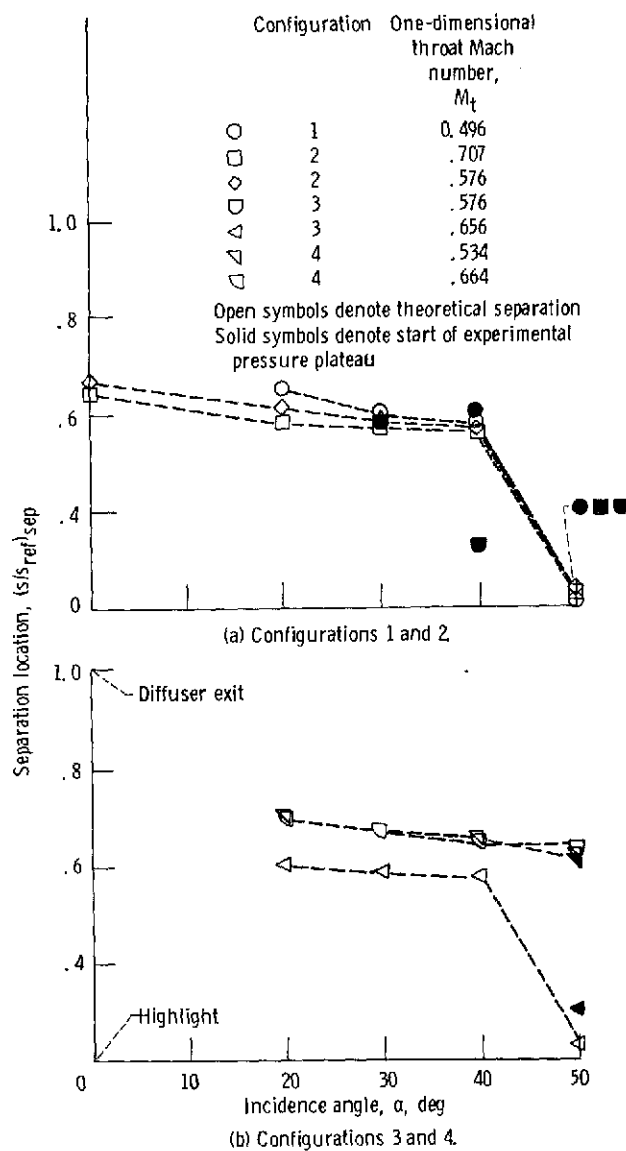 Configuration One-dimensional
throat Mach
number,
Mt
1 0.496
2 .707
2 .576
3 .576
3 .656
4 .534
4 .664
Open symbols denote theoretical separation
Solid symbols denote start of experimental
pressure plateau
1.0
.8
.6
.4
0
(a) Configurations 1 and 2.
Separation location, (s/sref)sep
1.0
Diffuser exit
.8
.6
.4
Highlight
0 10 20 30 40 50
Incidence angle, α, deg
(b) Configurations 3 and 4.